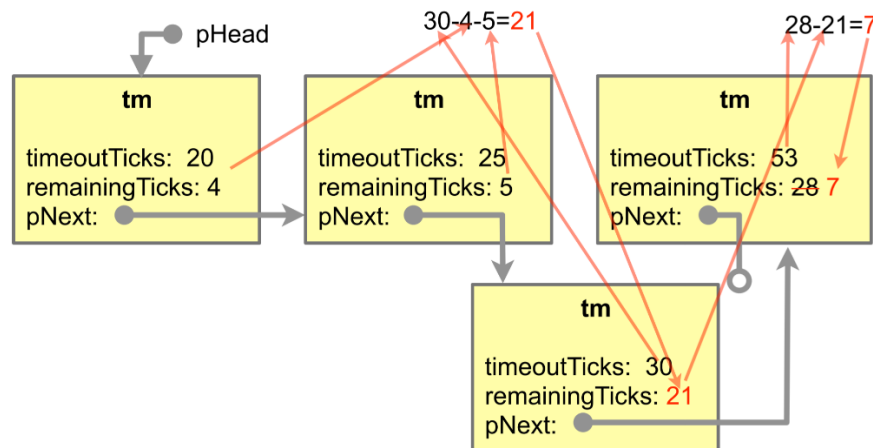 30-4-5=21
28-21=7
pHead
tm
timeoutTicks: 20
remainingTicks: 4
pNext:
tm
timeoutTicks: 25
remainingTicks: 5
pNext:
tm
timeoutTicks: 53
remainingTicks: 28 7
pNext:
tm
timeoutTicks: 30
remainingTicks: 21
pNext: